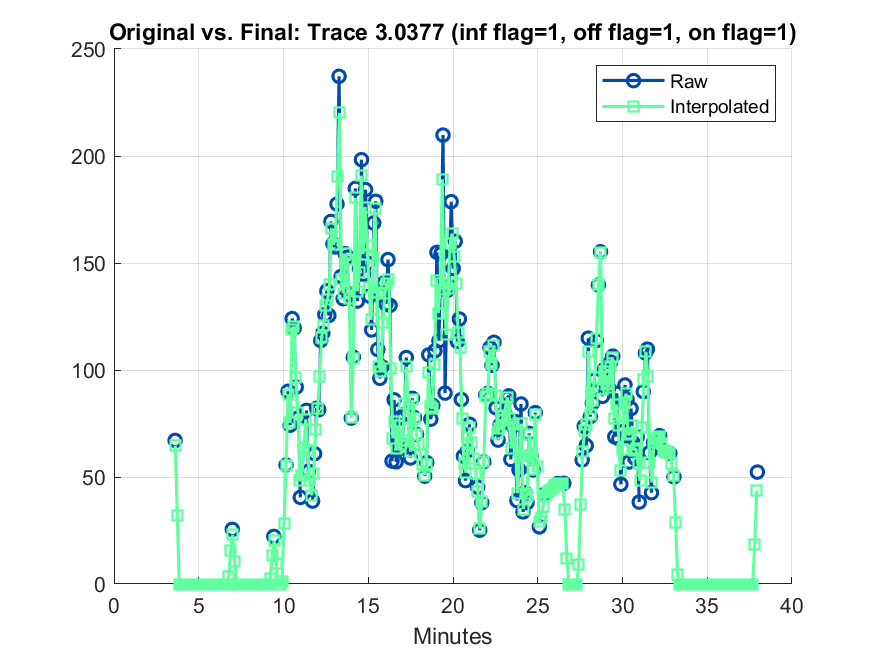 Original vs. Final: Trace 3.0377 (inf flag=1, off flag=1, on flag=1)
250
200
150
100
50
0
Raw
Interpolated
0 5 10 15 20 25 30 35 40
Minutes